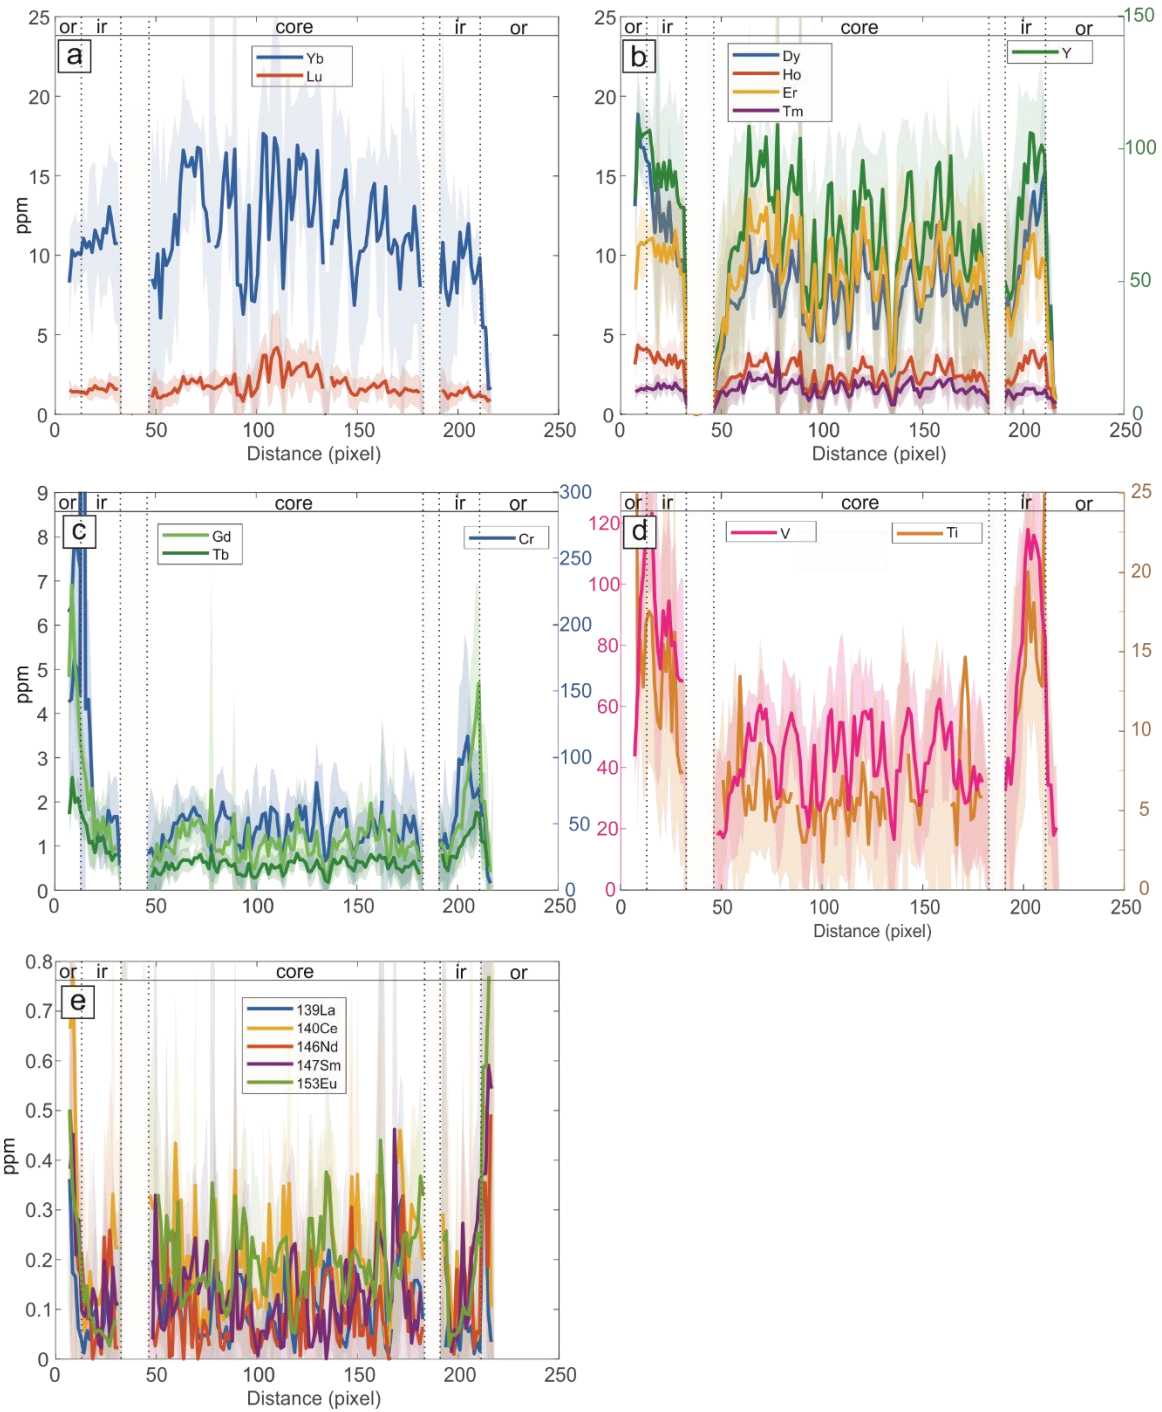 or ir core ir or
a
Yb
Lu
25
20
15
10
5
0
ppm
0 50 100 150 200 250
Distance (pixel)
or ir core ir or
b
Dy
Ho
Er
Tm
Y
25
20
15
10
5
0
150
100
50
0
0 50 100 150 200 250
Distance (pixel)
or ir core ir or
c
Gd
Tb
Cr
9
8
7
6
5
4
3
2
1
0
ppm
300
250
200
150
100
50
0
0 50 100 150 200 250
or ir core ir or
d
V
Ti
120
100
80
60
40
20
0
25
20
15
10
5
0
0 50 100 150 200 250
Distance (pixel)
or ir core ir or
e
139La
140Ce
146Nd
147Sm
153Eu
0.8
0.7
0.6
0.5
0.4
0.3
0.2
0.1
0
ppm
0 50 100 150 200 250
Distance (pixel)